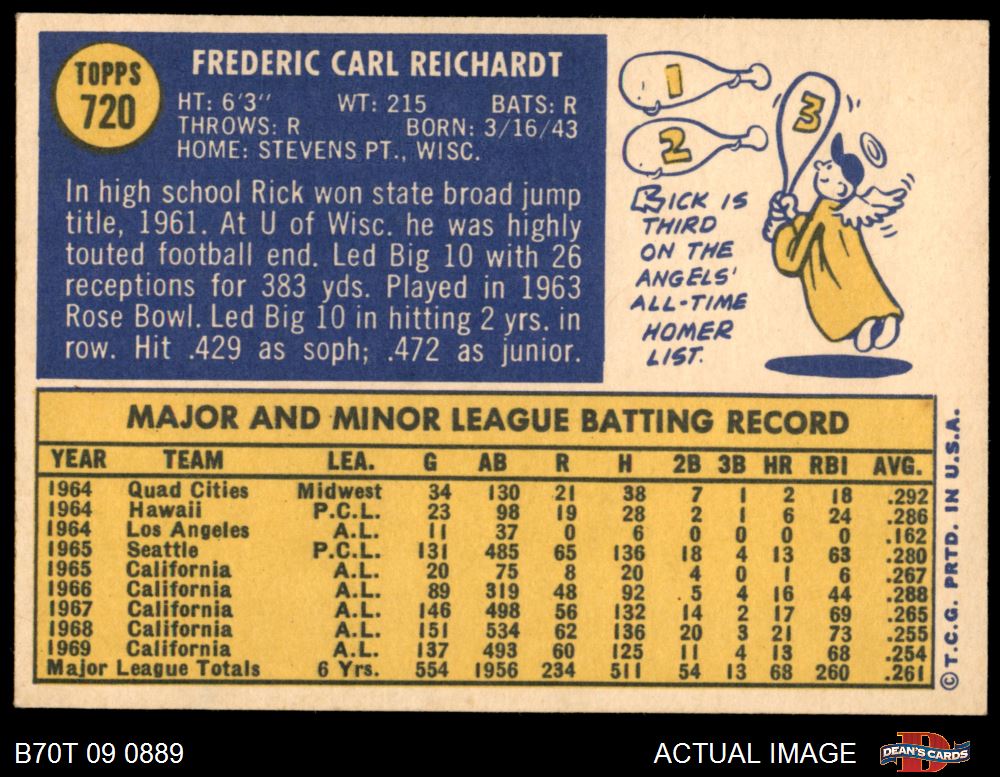 TOPPS
720
FREDERIC CARL REICHARDT
HT: 6'3" WT: 215 BATS: R
THROWS: R BORN: 3/16/43
HOME: STEVENS PT., WISC.
In high school Rick won state broad jump
title, 1961. At U of Wisc. he was highly
touted football end. Led Big 10 with 26
receptions for 383 yds. Played in 1963
Rose Bowl. Led Big 10 in hitting 2 yrs. in
row. Hit .429 as soph; .472 as junior.
1
2
3
RICK IS
THIRD
ON THE
ANGELS'
ALL-TIME
HOMER
LIST.
MAJOR AND MINOR LEAGUE BATTING RECORD
YEAR TEAM LEA. G AB R H 2B 3B HR RBI AVG.
1964 Quad Cities Midwest 34 130 21 38 7 1 2 18 .292
1964 Hawaii P.C.L. 23 98 19 28 2 1 6 24 .286
1964 Los Angeles A.L. 11 37 0 6 0 0 0 0 .162
1965 Seattle P.C.L. 131 485 65 136 18 4 13 63 .280
1965 California A.L. 20 75 8 20 4 0 1 6 .267
1966 California A.L. 89 319 48 92 5 4 16 44 .288
1967 California A.L. 146 498 56 132 14 2 17 69 .265
1968 California A.L. 151 534 62 136 20 3 21 73 .255
1969 California A.L. 137 493 60 125 11 4 13 68 .254
Major League Totals 6 Yrs. 554 1956 234 511 54 13 68 260 .261
©T.C.G. PRTD. IN U.S.A.
B70T 09 0889
ACTUAL IMAGE
DEAN'S CARDS